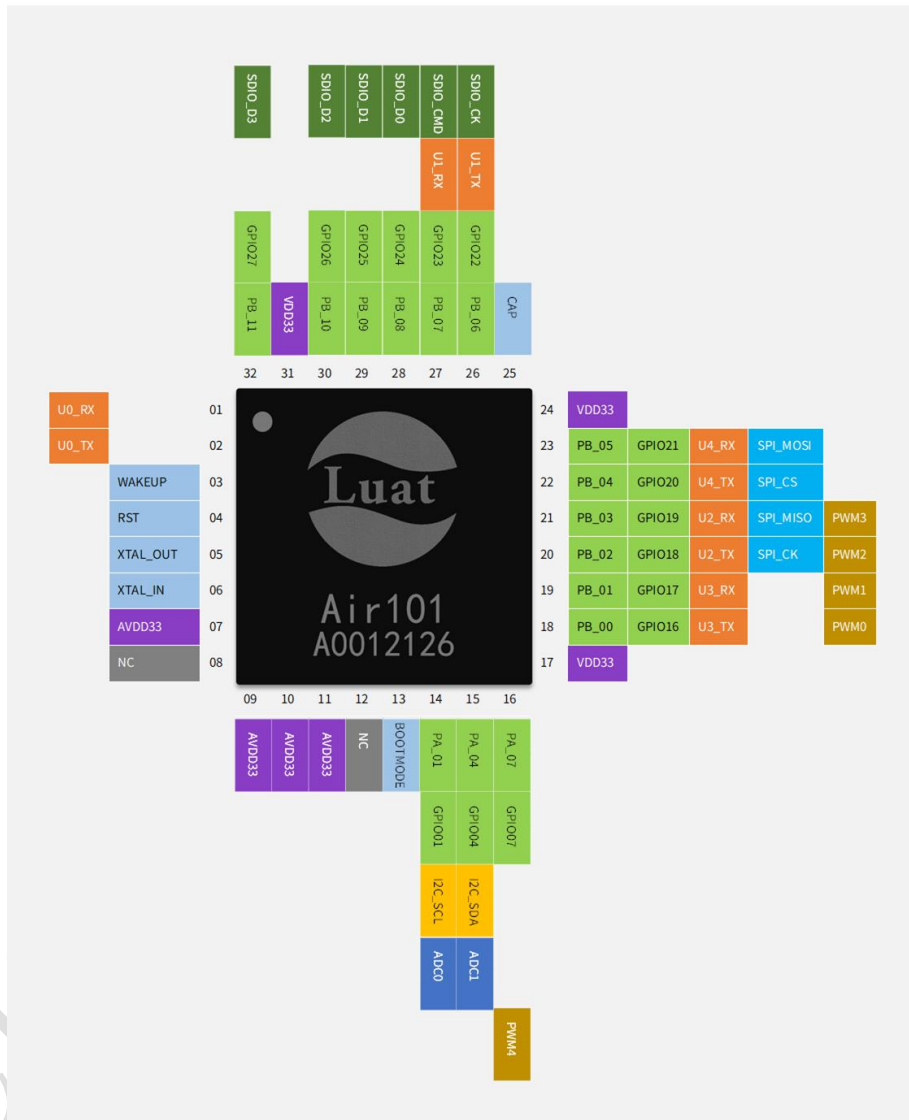 SDIO_D3 SDIO_D2 SDIO_D1 SDIO_D0 SDIO_CMD SDIO_CK
U1_RX U1_TX
GPIO27 GPIO26 GPIO25 GPIO24 GPIO23 GPIO22
PB_11 VDD33 PB_10 PB_09 PB_08 PB_07 PB_06 CAP
32 31 30 29 28 27 26 25
U0_RX 01
U0_TX 02
WAKEUP 03
RST 04
XTAL_OUT 05
XTAL_IN 06
AVDD33 07
NC 08
Luat
Air101
A0012126
24 VDD33
23 PB_05 GPIO21 U4_RX SPI_MOSI
22 PB_04 GPIO20 U4_TX SPI_CS
21 PB_03 GPIO19 U2_RX SPI_MISO PWM3
20 PB_02 GPIO18 U2_TX SPI_CK PWM2
19 PB_01 GPIO17 U3_RX PWM1
18 PB_00 GPIO16 U3_TX PWM0
17 VDD33
09 10 11 12 13 14 15 16
AVDD33 AVDD33 AVDD33 NC BOOTMODE PA_01 PA_04 PA_07
GPIO01 GPIO04 GPIO07
I2C_SCL I2C_SDA
ADC0 ADC1
PWM4